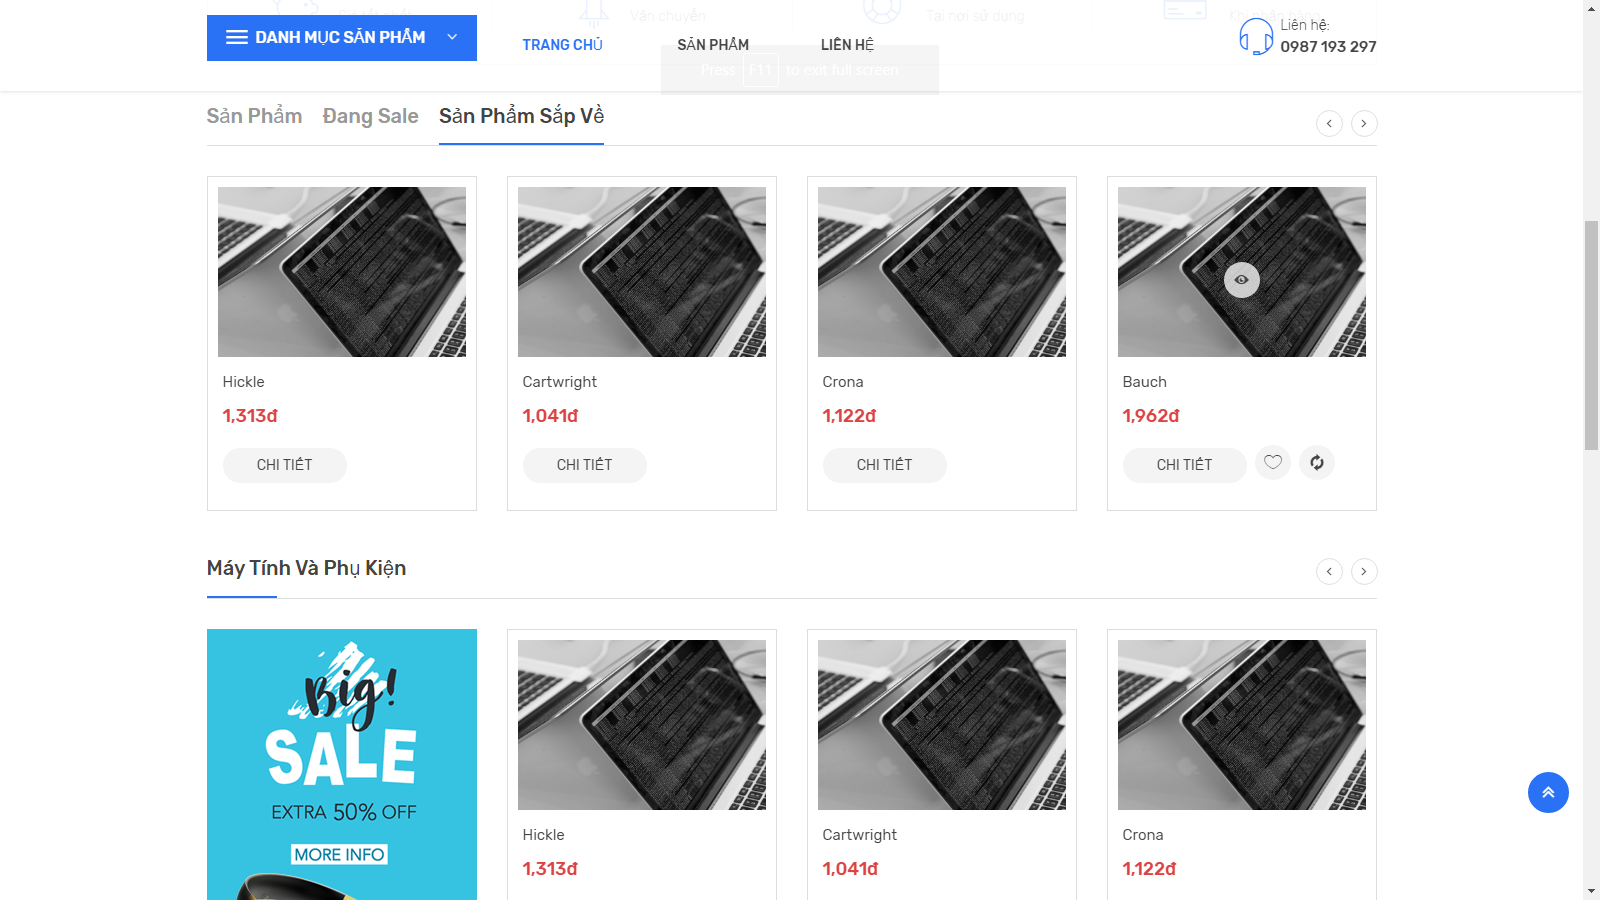 Vận chuyển
Tại nơi sử dụng
DANH MỤC SẢN PHẨM
TRANG CHỦ
SẢN PHẨM
LIÊN HỆ
Liên hệ:
0987 193 297
Press F11 to exit full screen
Sản Phẩm
Đang Sale
Sản Phẩm Sắp Về
Hickle
1,313đ
CHI TIẾT
Cartwright
1,041đ
CHI TIẾT
Crona
1,122đ
CHI TIẾT
Bauch
1,962đ
CHI TIẾT
Máy Tính Và Phụ Kiện
Big!
SALE
EXTRA 50% OFF
MORE INFO
Hickle
1,313đ
Cartwright
1,041đ
Crona
1,122đ